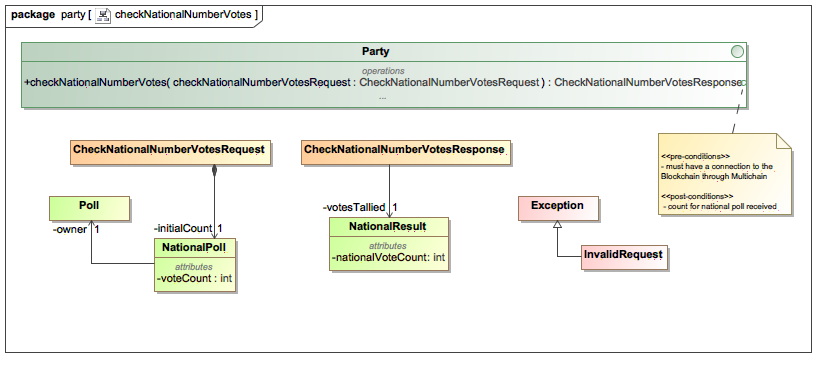 package party [ checkNationalNumberVotes ]
Party
operations
+checkNationalNumberVotes( checkNationalNumberVotesRequest : CheckNationalNumberVotesRequest ) : CheckNationalNumberVotesResponse
...
CheckNationalNumberVotesRequest
CheckNationalNumberVotesResponse
<<pre-conditions>>
- must have a connection to the
Blockchain through Multichain
<<post-conditions>>
- count for national poll received
Poll
-owner 1
-initialCount 1
NationalPoll
attributes
-voteCount : int
-votesTallied 1
NationalResult
attributes
-nationalVoteCount: int
Exception
InvalidRequest